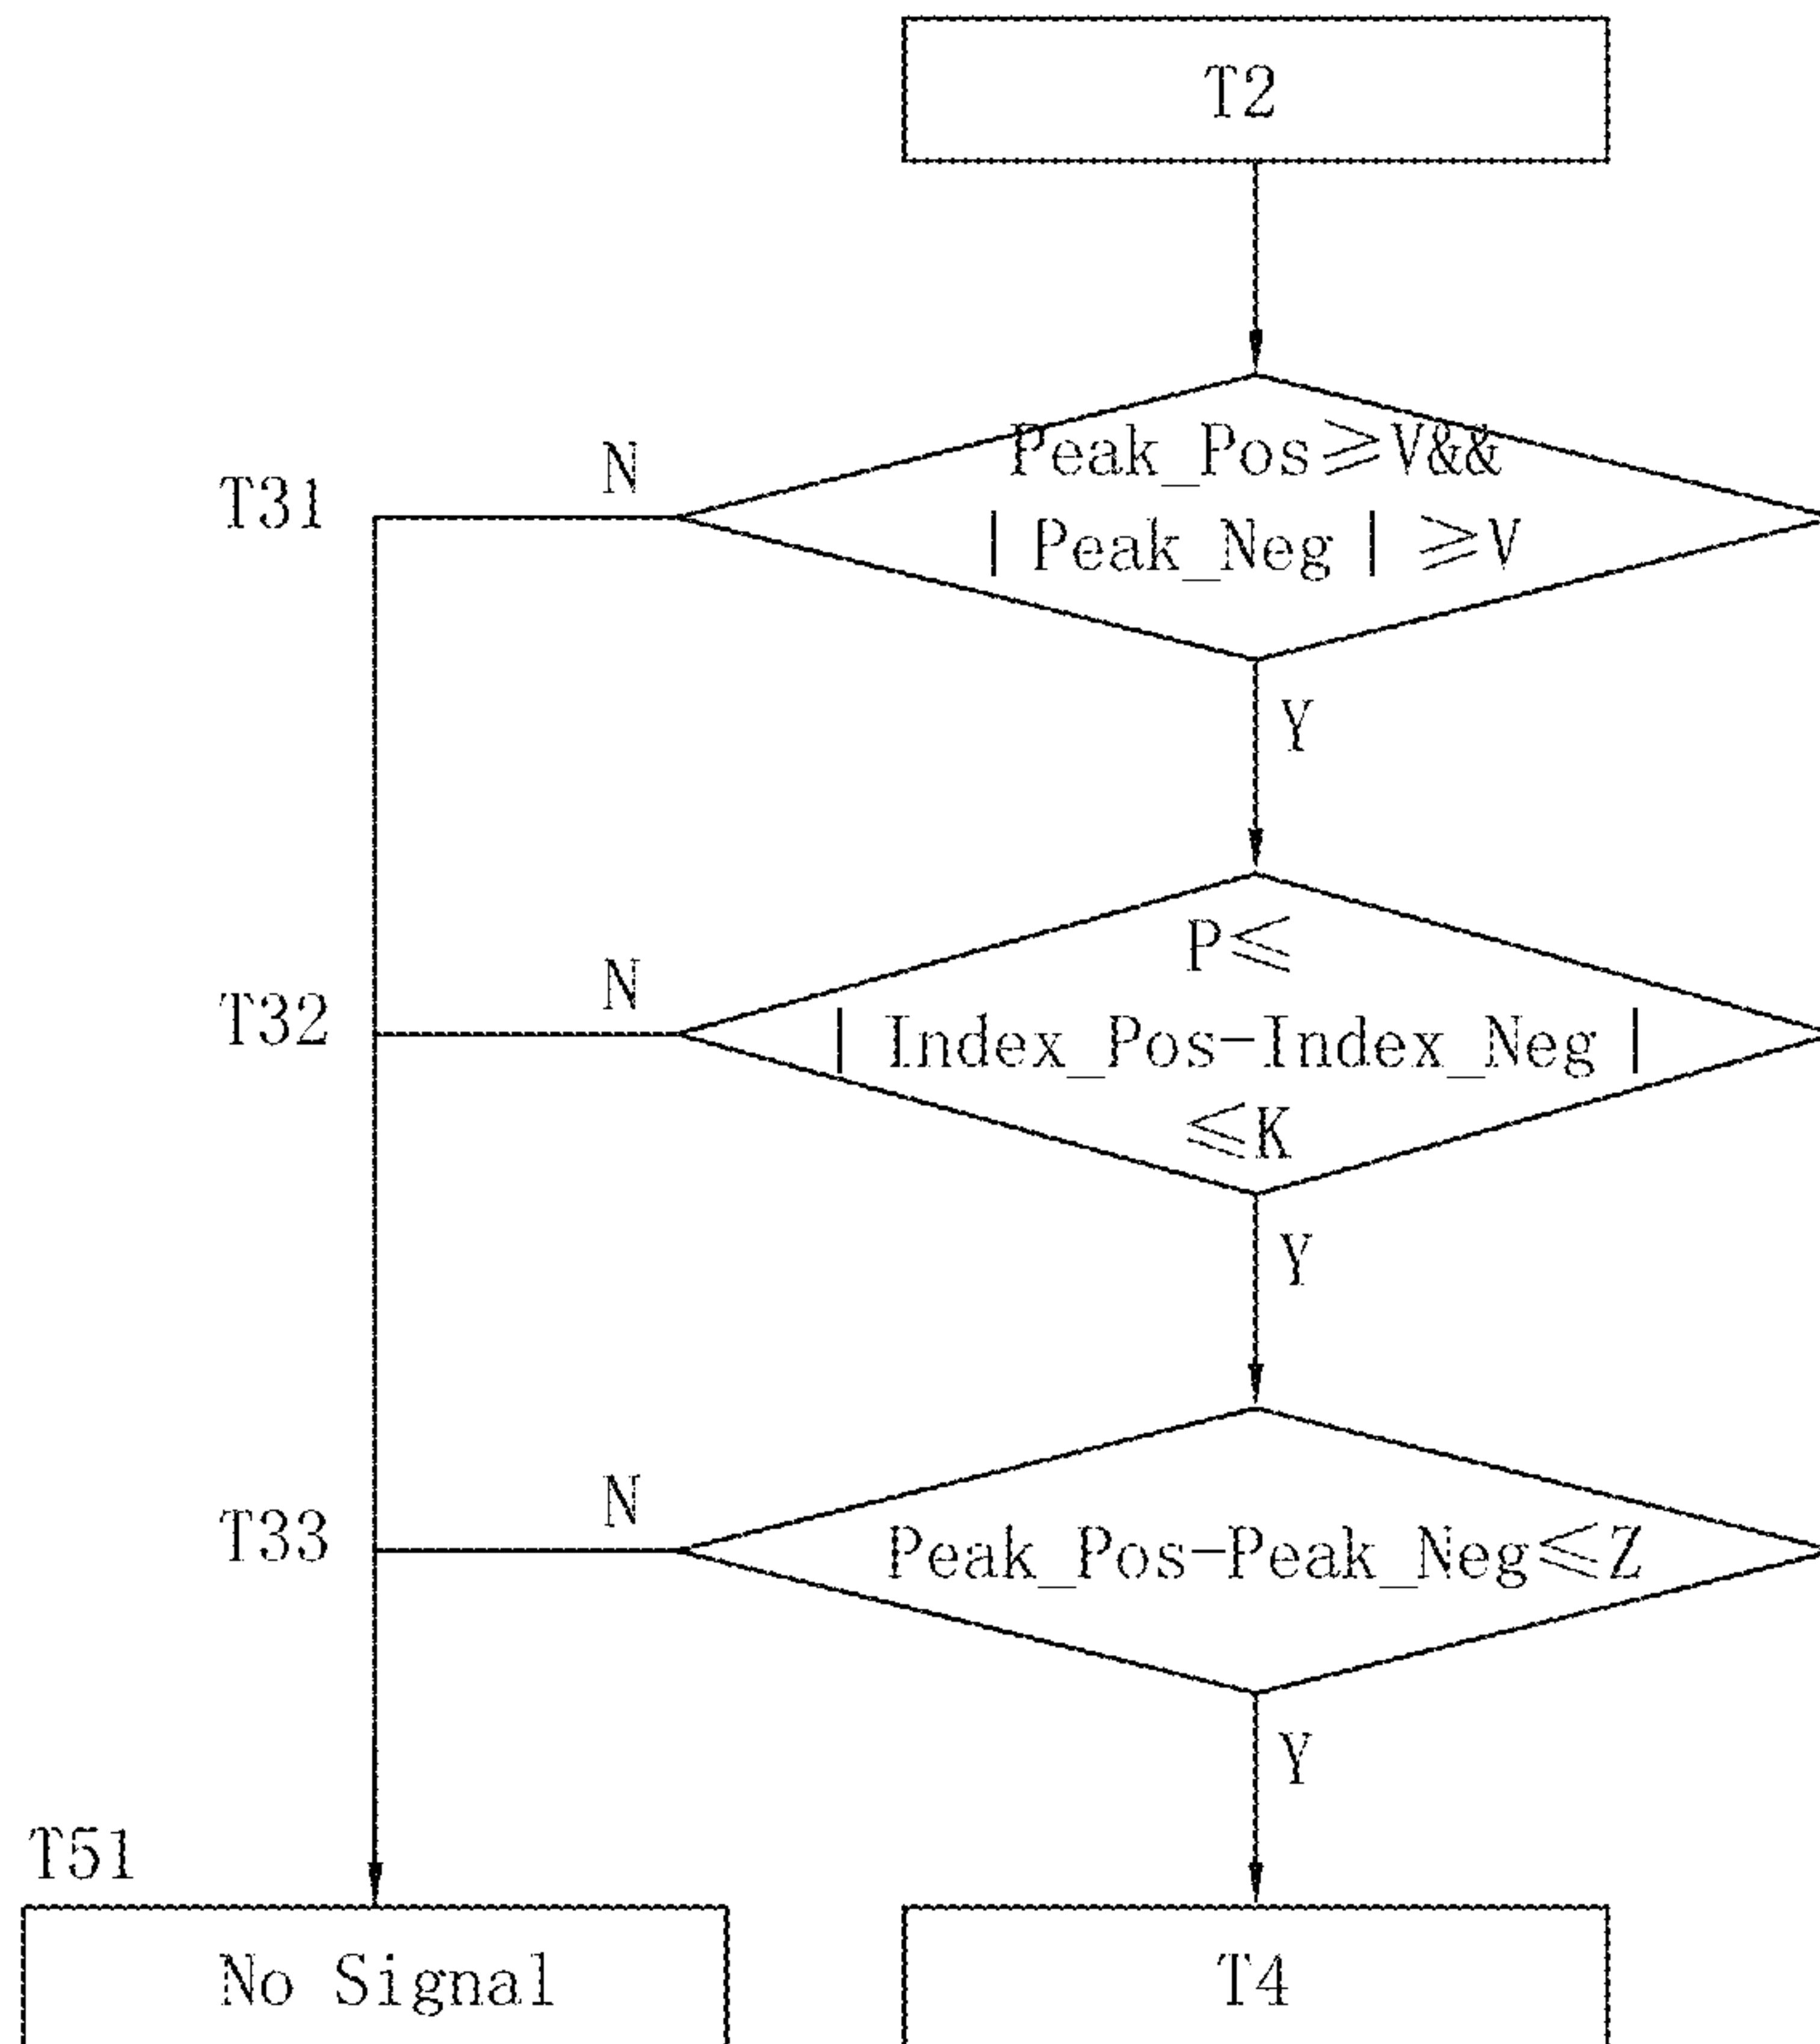 T2
Peak_Pos≥V&&
| Peak_Neg | ≥V
N
T31
Y
P≤
| Index_Pos-Index_Neg |
≤K
N
T32
Y
Peak_Pos-Peak_Neg≤Z
N
T33
Y
T51
No Signal
T4